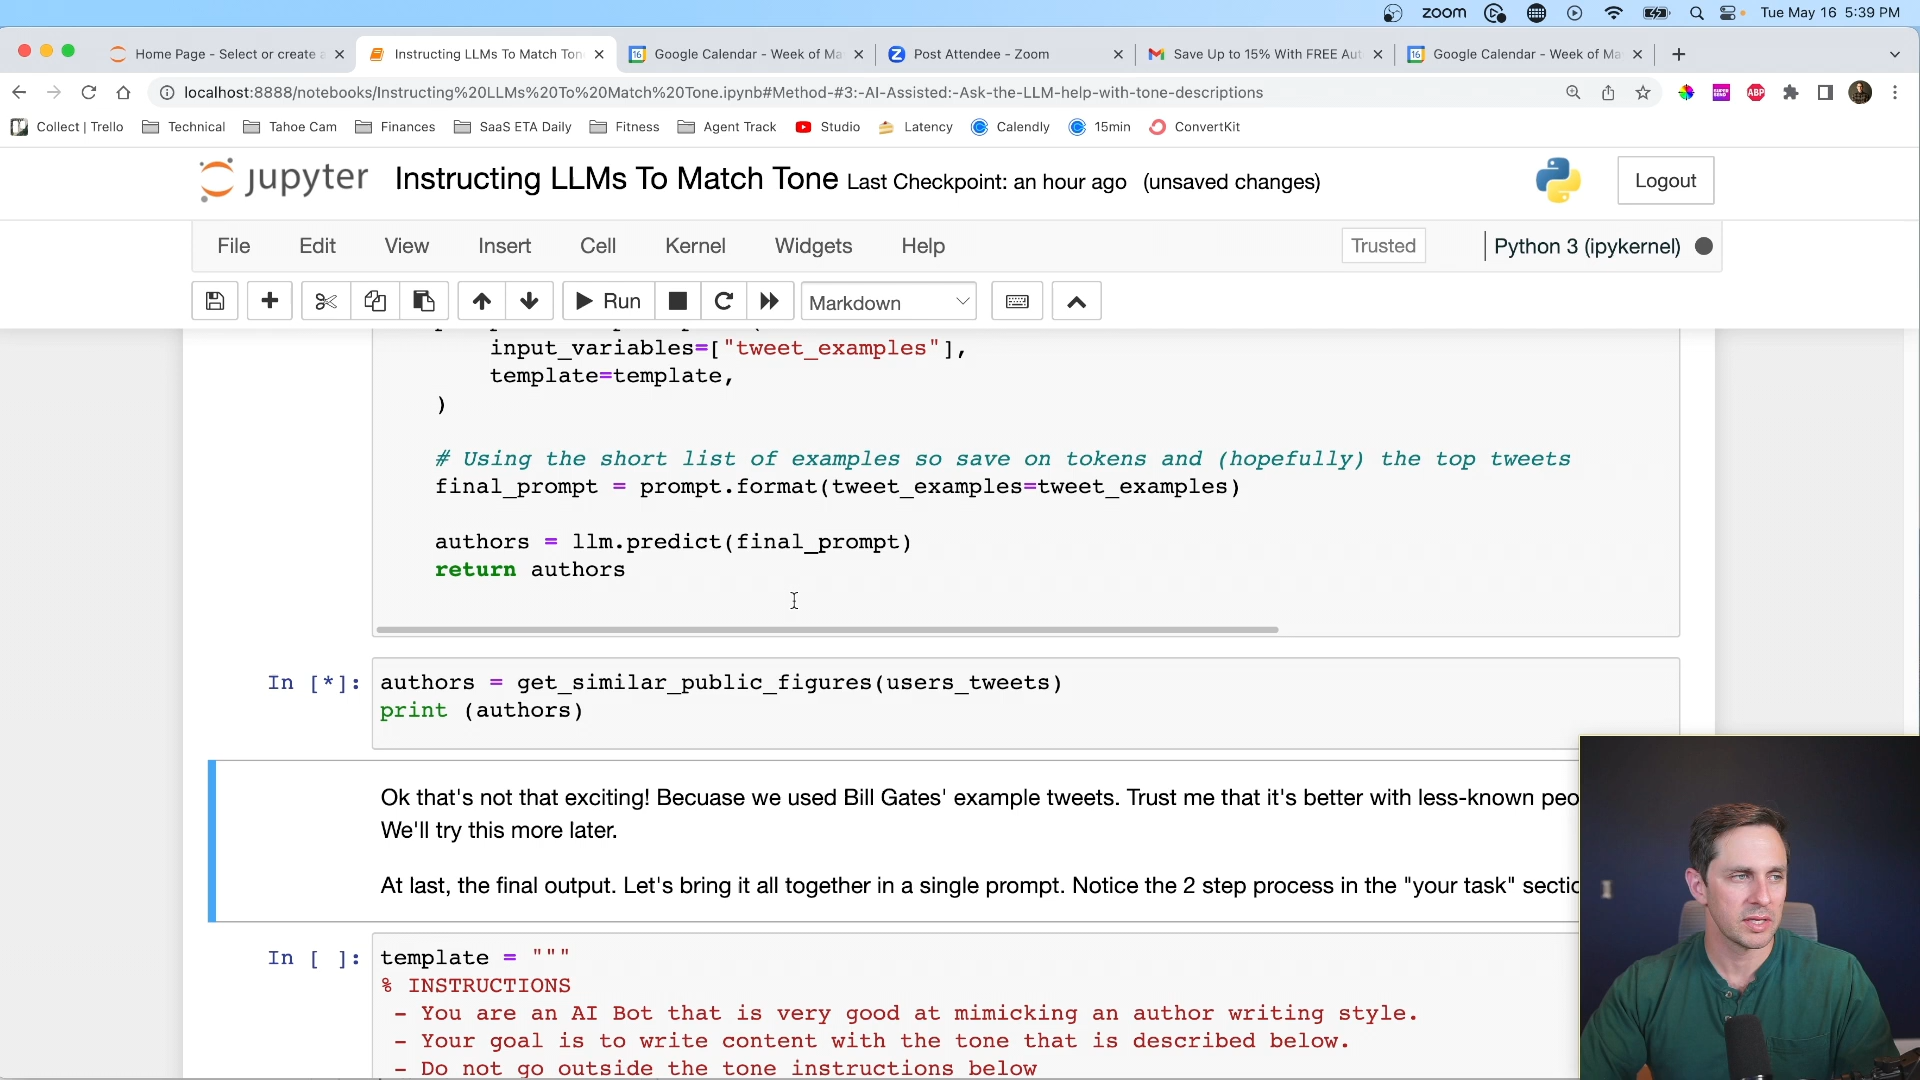 zoom
Tue May 16 5:39 PM
Home Page - Select or create a
Instructing LLMs To Match Ton
16
Google Calendar - Week of Ma
Post Attendee - Zoom
Save Up to 15% With FREE Aut
16
Google Calendar - Week of Ma
localhost:8888/notebooks/Instructing%20LLMs%20To%20Match%20Tone.ipynb#Method-#3:-AI-Assisted:-Ask-the-LLM-help-with-tone-descriptions
ABP
Collect | Trello
Technical
Tahoe Cam
Finances
SaaS ETA Daily
Fitness
Agent Track
Studio
Latency
Calendly
15min
ConvertKit
jupyter
Instructing LLMs To Match Tone Last Checkpoint: an hour ago (unsaved changes)
Logout
File Edit View Insert Cell Kernel Widgets Help
Trusted
Python 3 (ipykernel)
Run
Markdown
input_variables=["tweet_examples"],
template=template,
)
# Using the short list of examples so save on tokens and (hopefully) the top tweets
final_prompt = prompt.format(tweet_examples=tweet_examples)
authors = llm.predict(final_prompt)
return authors
In [*]:
authors = get_similar_public_figures(users_tweets)
print (authors)
Ok that's not that exciting! Becuase we used Bill Gates' example tweets. Trust me that it's better with less-known peo
We'll try this more later.
At last, the final output. Let's bring it all together in a single prompt. Notice the 2 step process in the "your task" sectio
In [ ]:
template = """
% INSTRUCTIONS
- You are an AI Bot that is very good at mimicking an author writing style.
- Your goal is to write content with the tone that is described below.
- Do not go outside the tone instructions below